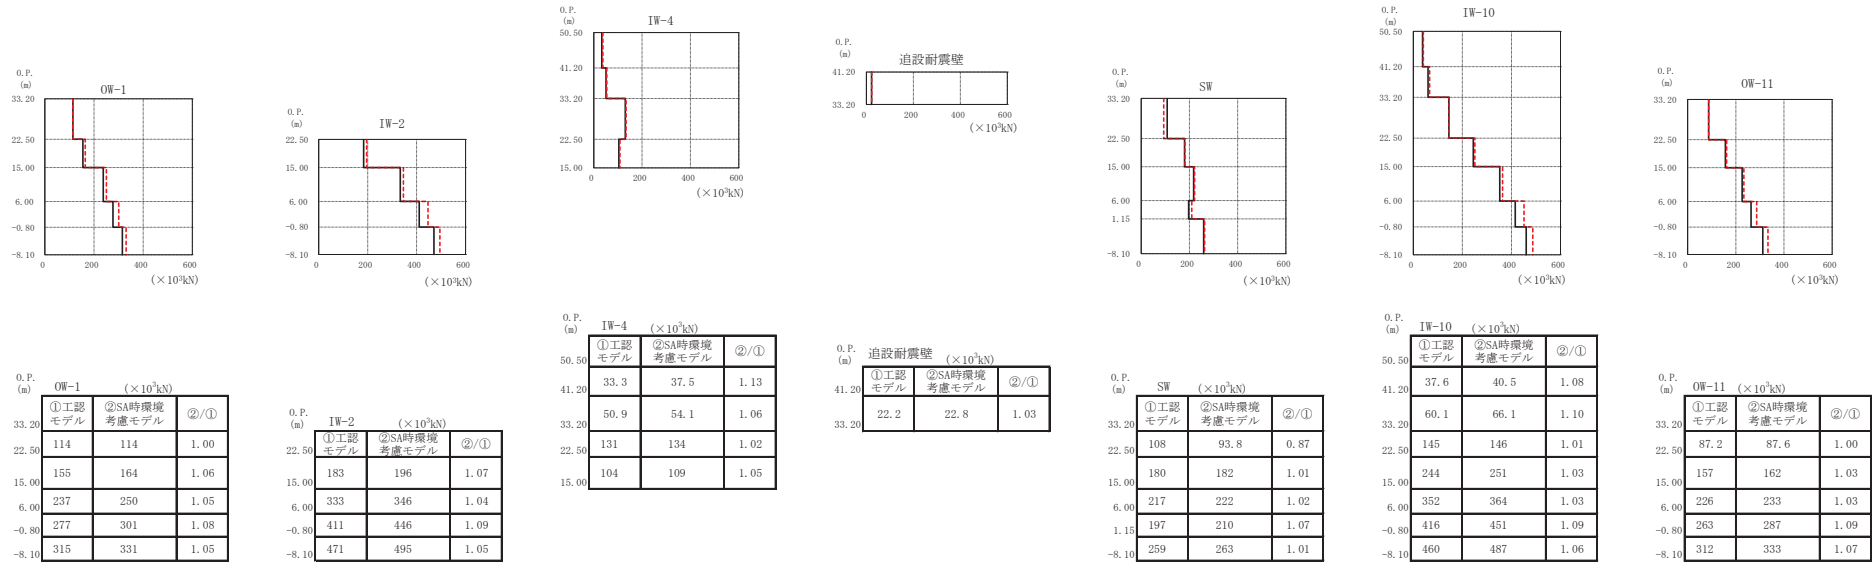 O.P.
(m)
OW-1
33.20
22.50
15.00
6.00
-0.80
-8.10
0 200 400 600
(×10³kN)
O.P.
(m)
IW-2
22.50
15.00
6.00
-0.80
-8.10
0 200 400 600
(×10³kN)
O.P.
(m)
IW-4
50.50
41.20
33.20
22.50
15.00
0 200 400 600
(×10³kN)
O.P.
(m)
追設耐震壁
41.20
33.20
0 200 400 600
(×10³kN)
O.P.
(m)
SW
33.20
22.50
15.00
6.00
1.15
-8.10
0 200 400 600
(×10³kN)
O.P.
(m)
IW-10
50.50
41.20
33.20
22.50
15.00
6.00
-0.80
-8.10
0 200 400 600
(×10³kN)
O.P.
(m)
OW-11
33.20
22.50
15.00
6.00
-0.80
-8.10
0 200 400 600
(×10³kN)
O.P.
(m)
OW-1 (×10³kN)
①工認 ②SA時環境 ②/①
モデル 考慮モデル
33.20
114 114 1.00
22.50
155 164 1.06
15.00
237 250 1.05
6.00
277 301 1.08
-0.80
315 331 1.05
-8.10
O.P.
(m)
IW-2 (×10³kN)
①工認 ②SA時環境 ②/①
モデル 考慮モデル
22.50
183 196 1.07
15.00
333 346 1.04
6.00
411 446 1.09
-0.80
471 495 1.05
-8.10
O.P.
(m)
IW-4 (×10³kN)
①工認 ②SA時環境 ②/①
モデル 考慮モデル
50.50
33.3 37.5 1.13
41.20
50.9 54.1 1.06
33.20
131 134 1.02
22.50
104 109 1.05
15.00
O.P.
(m)
追設耐震壁 (×10³kN)
①工認 ②SA時環境 ②/①
モデル 考慮モデル
41.20
22.2 22.8 1.03
33.20
O.P.
(m)
SW (×10³kN)
①工認 ②SA時環境 ②/①
モデル 考慮モデル
33.20
108 93.8 0.87
22.50
180 182 1.01
15.00
217 222 1.02
6.00
197 210 1.07
1.15
259 263 1.01
-8.10
O.P.
(m)
IW-10 (×10³kN)
①工認 ②SA時環境 ②/①
モデル 考慮モデル
50.50
37.6 40.5 1.08
41.20
60.1 66.1 1.10
33.20
145 146 1.01
22.50
244 251 1.03
15.00
352 364 1.03
6.00
416 451 1.09
-0.80
460 487 1.06
-8.10
O.P.
(m)
OW-11 (×10³kN)
①工認 ②SA時環境 ②/①
モデル 考慮モデル
33.20
87.2 87.6 1.00
22.50
157 162 1.03
15.00
226 233 1.03
6.00
263 287 1.09
-0.80
312 333 1.07
-8.10